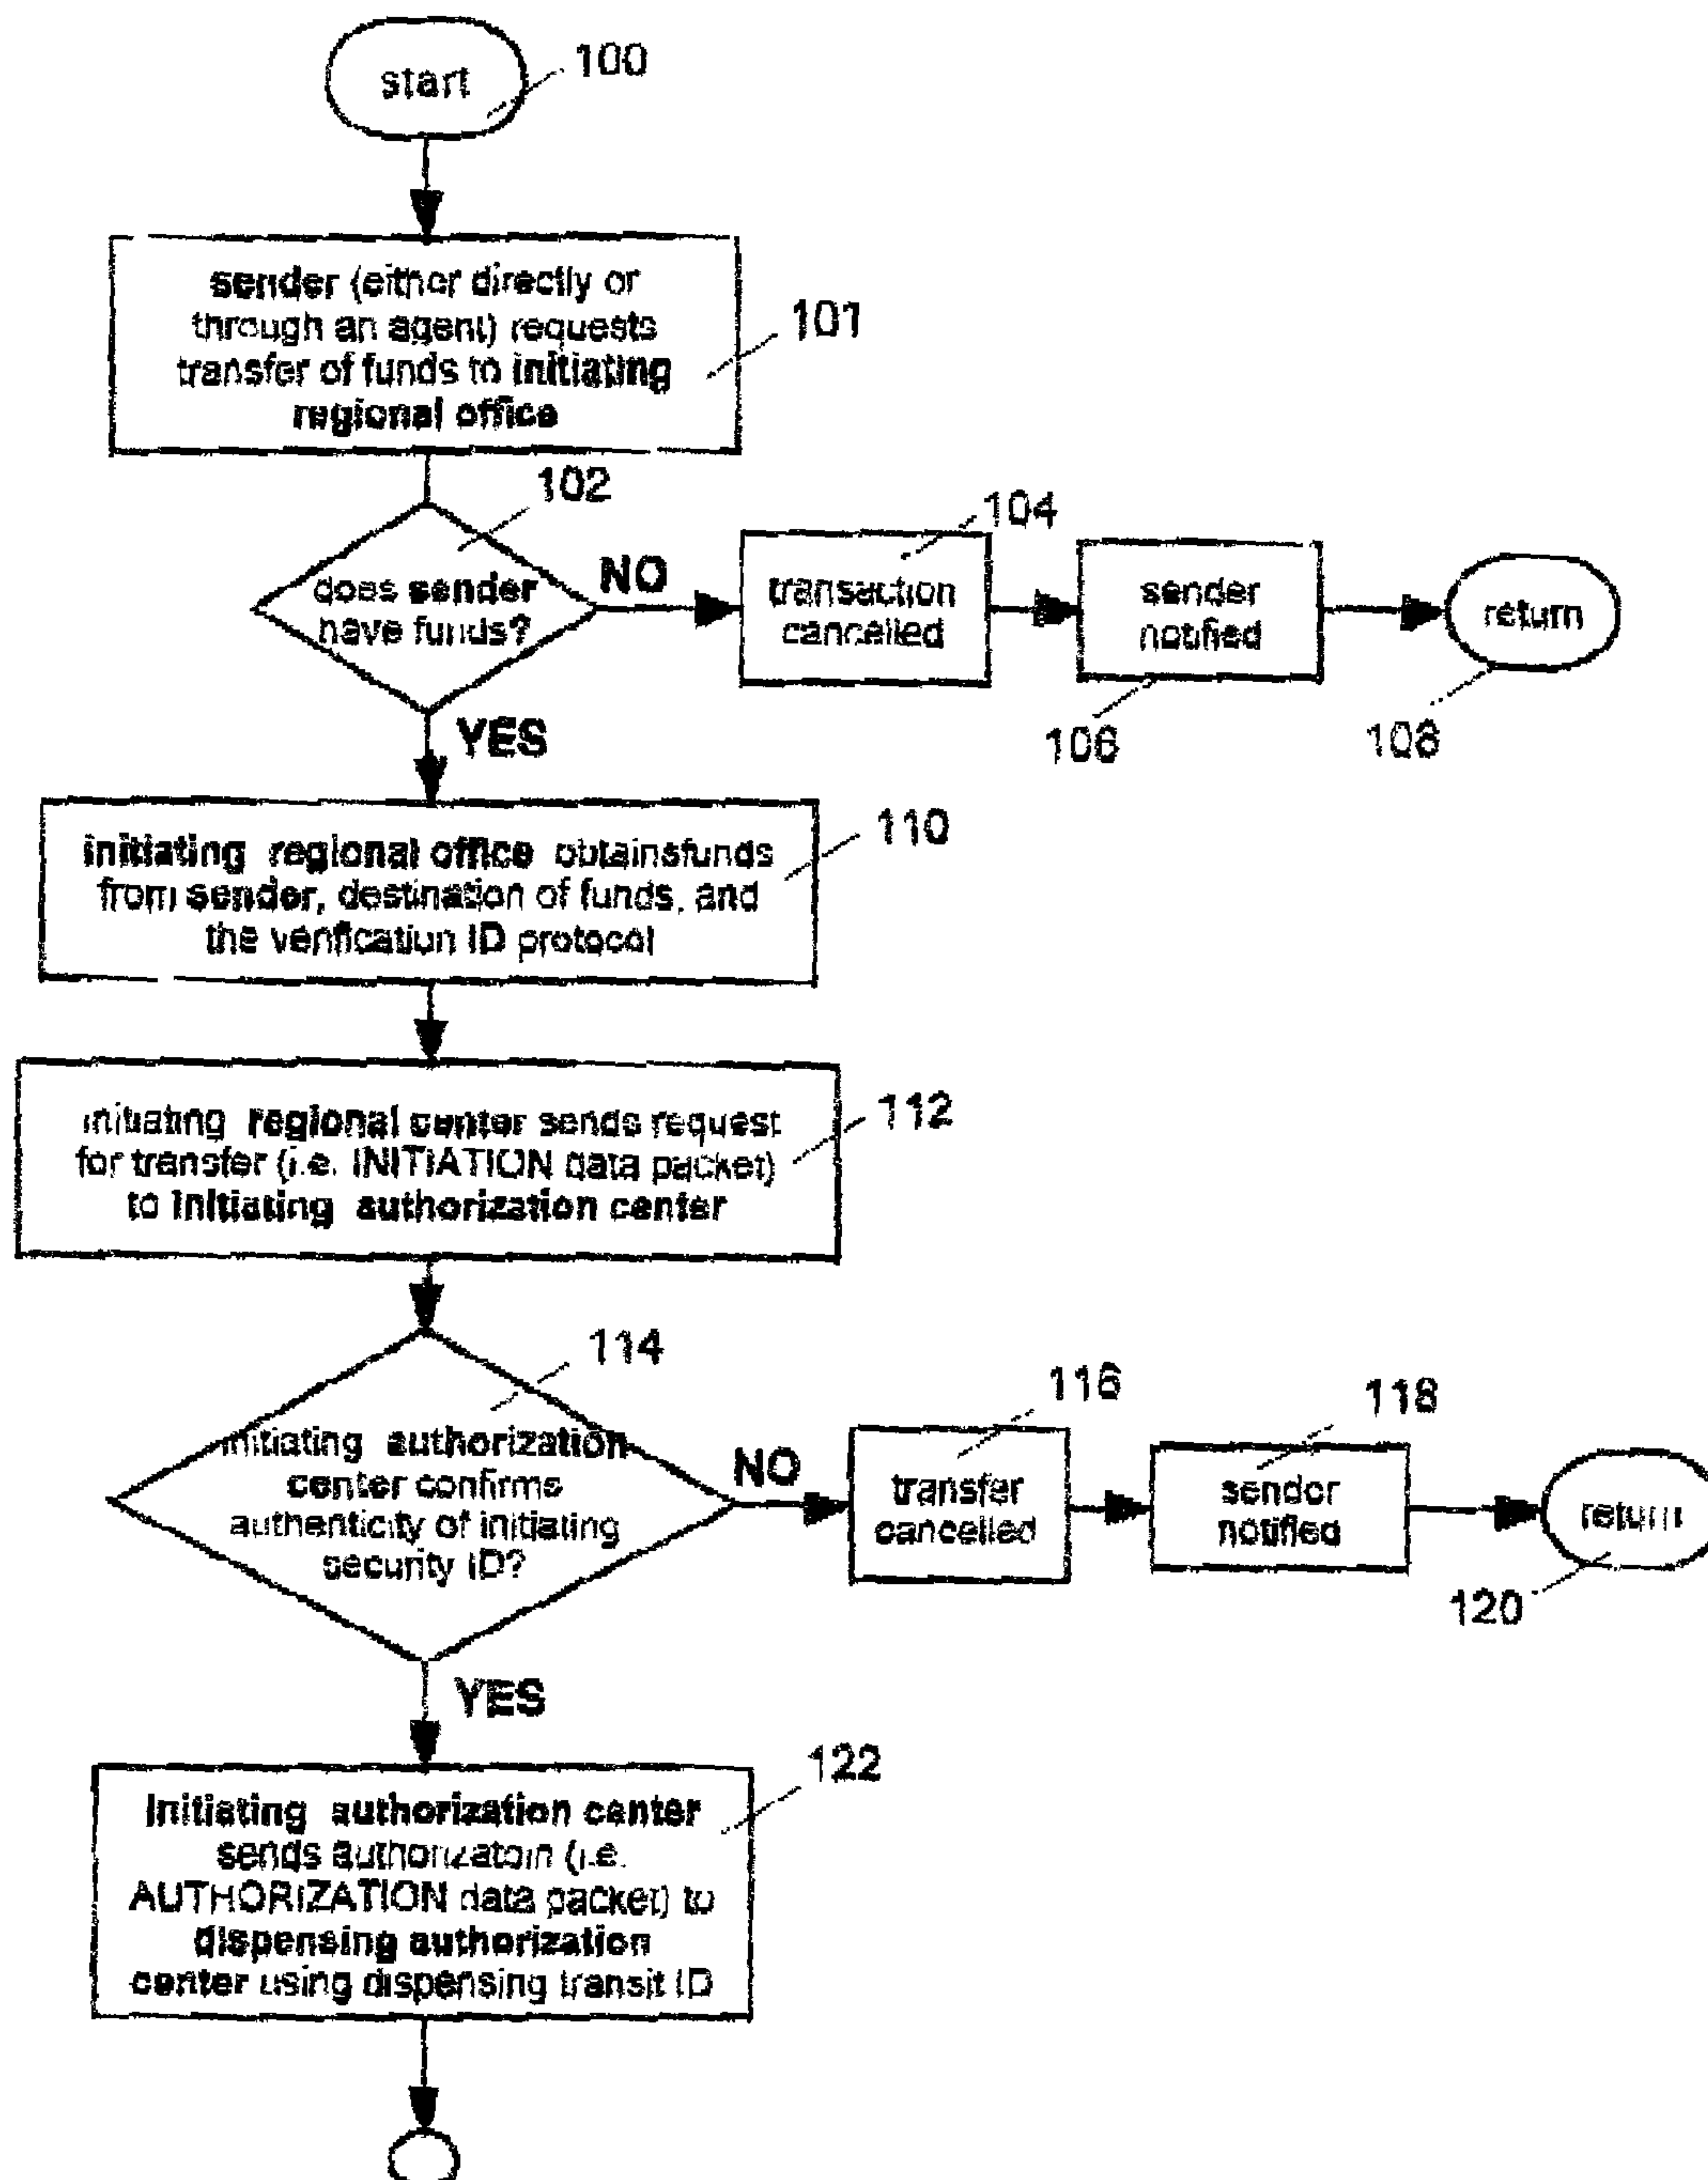 start
100
sender (either directly or
through an agent) requests
transfer of funds to initiating
regional office
101
102
does sender
have funds?
NO
104
transaction
cancelled
sender
notified
106
return
108
YES
initiating regional office obtainsfunds
from sender, destination of funds, and
the verification ID protocol
110
initiating regional center sends request
for transfer (i.e. INITIATION data packet)
to initiating authorization center
112
114
initiating authorization
center confirms
authenticity of initiating
security ID?
NO
116
transfer
cancelled
118
sender
notified
return
120
YES
122
initiating authorization center
sends authorizatoin (i.e.
AUTHORIZATION data packet) to
dispensing authorization
center using dispensing transit ID